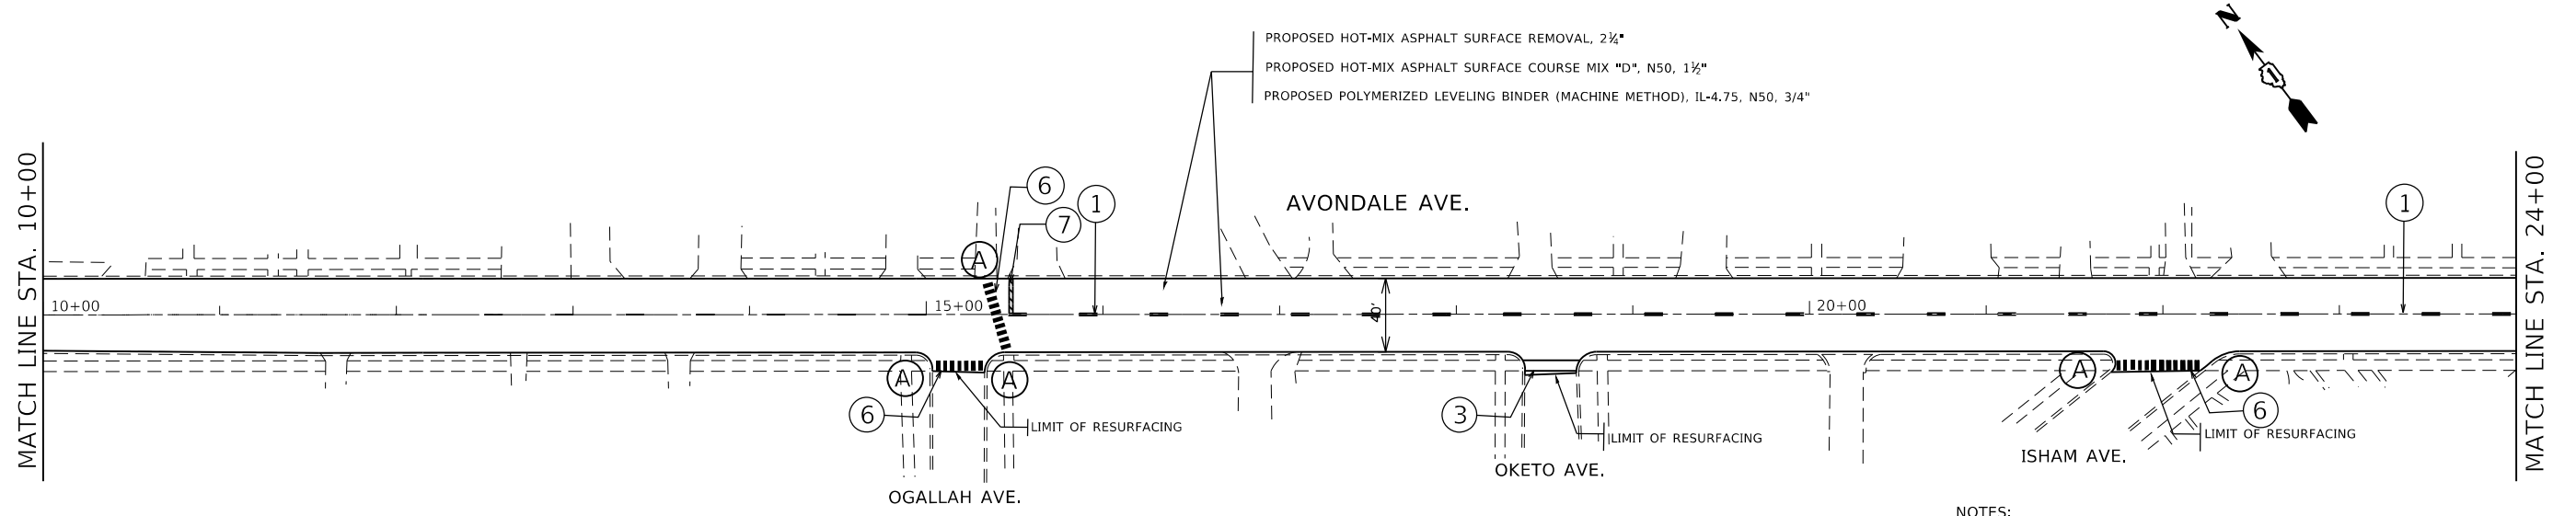 N
1
PROPOSED HOT-MIX ASPHALT SURFACE REMOVAL, 2¼"
PROPOSED HOT-MIX ASPHALT SURFACE COURSE MIX "D", N50, 1½"
PROPOSED POLYMERIZED LEVELING BINDER (MACHINE METHOD), IL-4.75, N50, 3/4"
MATCH LINE STA. 10+00
MATCH LINE STA. 24+00
6
7
1
AVONDALE AVE.
1
A
10+00
15+00
40'
20+00
A
A
A
A
6
LIMIT OF RESURFACING
3
LIMIT OF RESURFACING
6
LIMIT OF RESURFACING
OGALLAH AVE.
OKETO AVE.
ISHAM AVE.
NOTES: